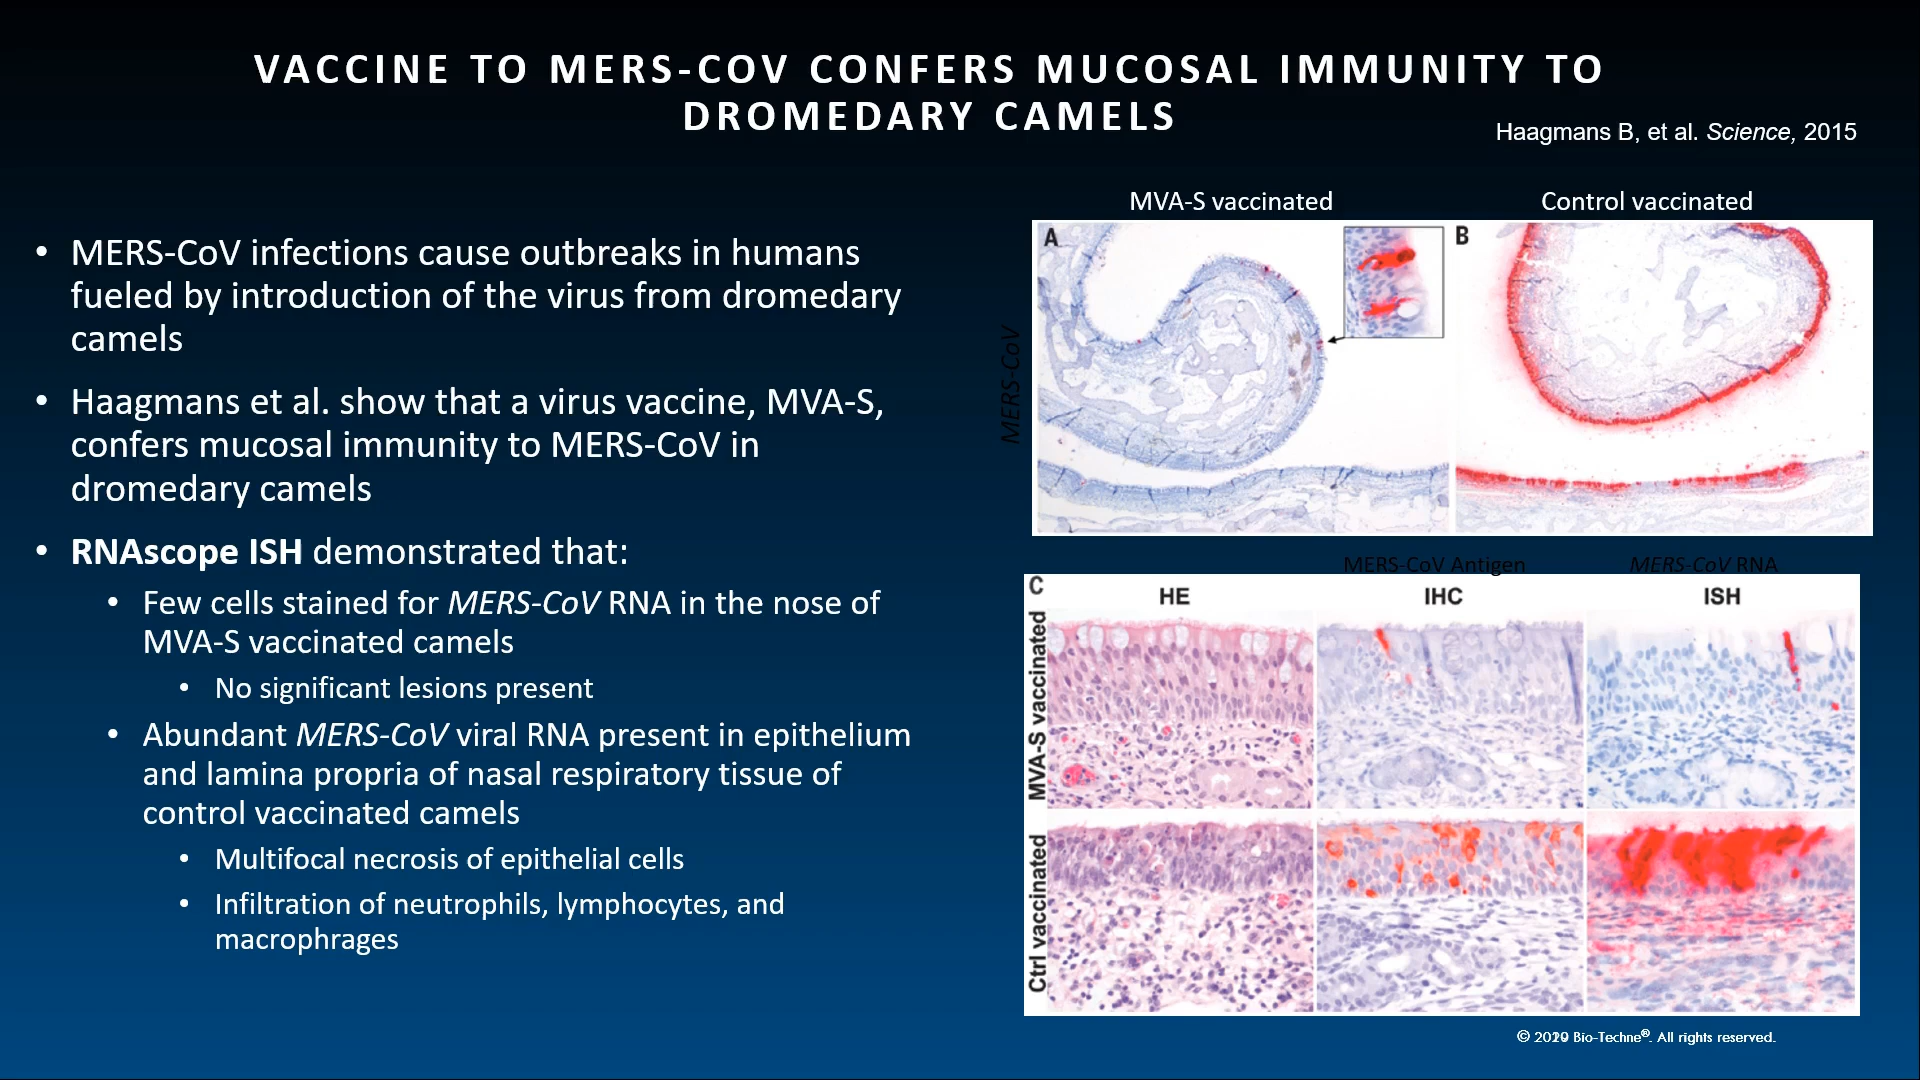 VACCINE TO MERS-COV CONFERS MUCOSAL IMMUNITY TO
DROMEDARY CAMELS
Haagmans B, et al. Science, 2015
• MERS-CoV infections cause outbreaks in humans
fueled by introduction of the virus from dromedary
camels
• Haagmans et al. show that a virus vaccine, MVA-S,
confers mucosal immunity to MERS-CoV in
dromedary camels
• RNAscope ISH demonstrated that:
• Few cells stained for MERS-CoV RNA in the nose of
MVA-S vaccinated camels
• No significant lesions present
• Abundant MERS-CoV viral RNA present in epithelium
and lamina propria of nasal respiratory tissue of
control vaccinated camels
• Multifocal necrosis of epithelial cells
• Infiltration of neutrophils, lymphocytes, and
macrophrages
MVA-S vaccinated
Control vaccinated
A
B
MERS-CoV
MERS-CoV Antigen
MERS-CoV RNA
C
HE
IHC
ISH
MVA-S vaccinated
Ctrl vaccinated
© Bio-Techne®. All rights reserved.